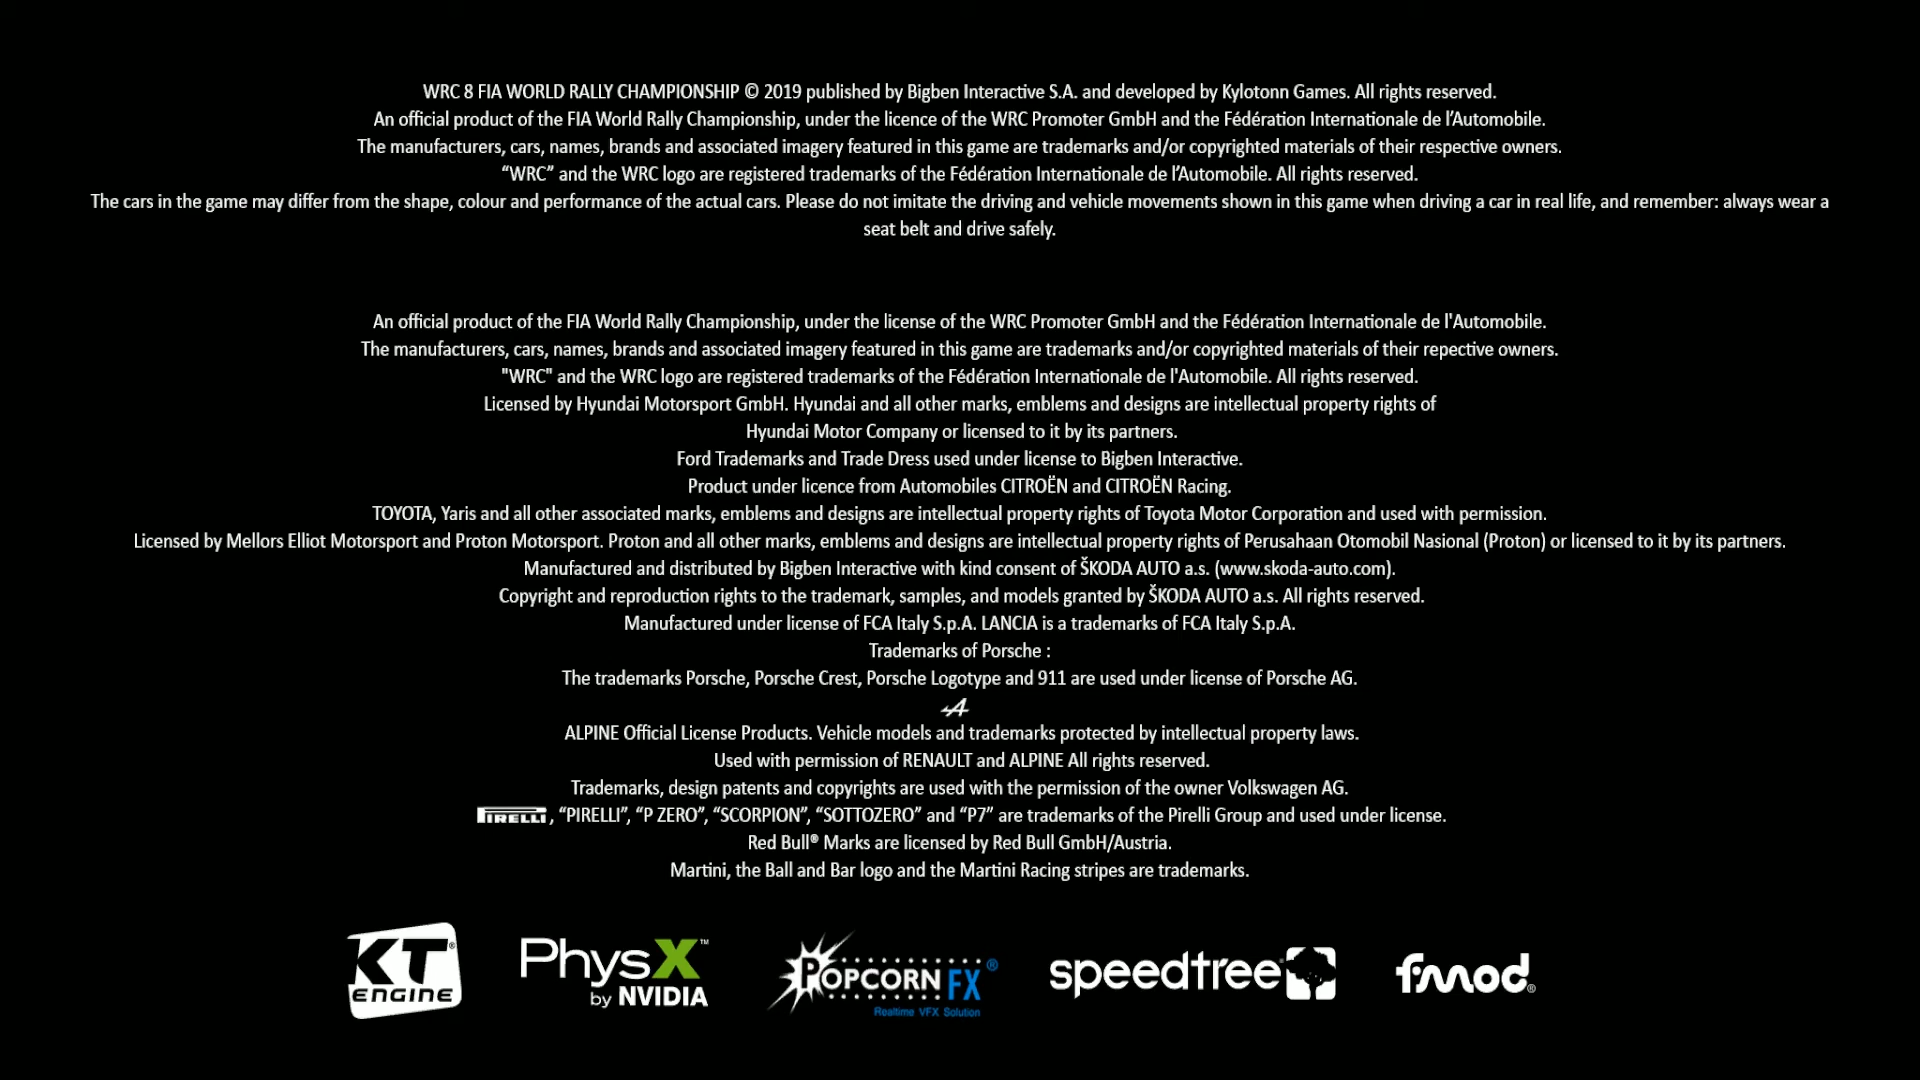 WRC 8 FIA WORLD RALLY CHAMPIONSHIP © 2019 published by Bigben Interactive S.A. and developed by Kylotonn Games. All rights reserved.
An official product of the FIA World Rally Championship, under the licence of the WRC Promoter GmbH and the Fédération Internationale de l’Automobile.
The manufacturers, cars, names, brands and associated imagery featured in this game are trademarks and/or copyrighted materials of their respective owners.
“WRC” and the WRC logo are registered trademarks of the Fédération Internationale de l’Automobile. All rights reserved.
The cars in the game may differ from the shape, colour and performance of the actual cars. Please do not imitate the driving and vehicle movements shown in this game when driving a car in real life, and remember: always wear a
seat belt and drive safely.
An official product of the FIA World Rally Championship, under the license of the WRC Promoter GmbH and the Fédération Internationale de l'Automobile.
The manufacturers, cars, names, brands and associated imagery featured in this game are trademarks and/or copyrighted materials of their repective owners.
"WRC" and the WRC logo are registered trademarks of the Fédération Internationale de l'Automobile. All rights reserved.
Licensed by Hyundai Motorsport GmbH. Hyundai and all other marks, emblems and designs are intellectual property rights of
Hyundai Motor Company or licensed to it by its partners.
Ford Trademarks and Trade Dress used under license to Bigben Interactive.
Product under licence from Automobiles CITROËN and CITROËN Racing.
TOYOTA, Yaris and all other associated marks, emblems and designs are intellectual property rights of Toyota Motor Corporation and used with permission.
Licensed by Mellors Elliot Motorsport and Proton Motorsport. Proton and all other marks, emblems and designs are intellectual property rights of Perusahaan Otomobil Nasional (Proton) or licensed to it by its partners.
Manufactured and distributed by Bigben Interactive with kind consent of ŠKODA AUTO a.s. (www.skoda-auto.com).
Copyright and reproduction rights to the trademark, samples, and models granted by ŠKODA AUTO a.s. All rights reserved.
Manufactured under license of FCA Italy S.p.A. LANCIA is a trademarks of FCA Italy S.p.A.
Trademarks of Porsche :
The trademarks Porsche, Porsche Crest, Porsche Logotype and 911 are used under license of Porsche AG.
A
ALPINE Official License Products. Vehicle models and trademarks protected by intellectual property laws.
Used with permission of RENAULT and ALPINE All rights reserved.
Trademarks, design patents and copyrights are used with the permission of the owner Volkswagen AG.
PIRELLI, “PIRELLI”, “P ZERO”, “SCORPION”, “SOTTOZERO” and “P7” are trademarks of the Pirelli Group and used under license.
Red Bull® Marks are licensed by Red Bull GmbH/Austria.
Martini, the Ball and Bar logo and the Martini Racing stripes are trademarks.
KT® ENGINE
PhysX™ by NVIDIA
POPCORN FX® Realtime VFX Solution
speedtree®
fmod®